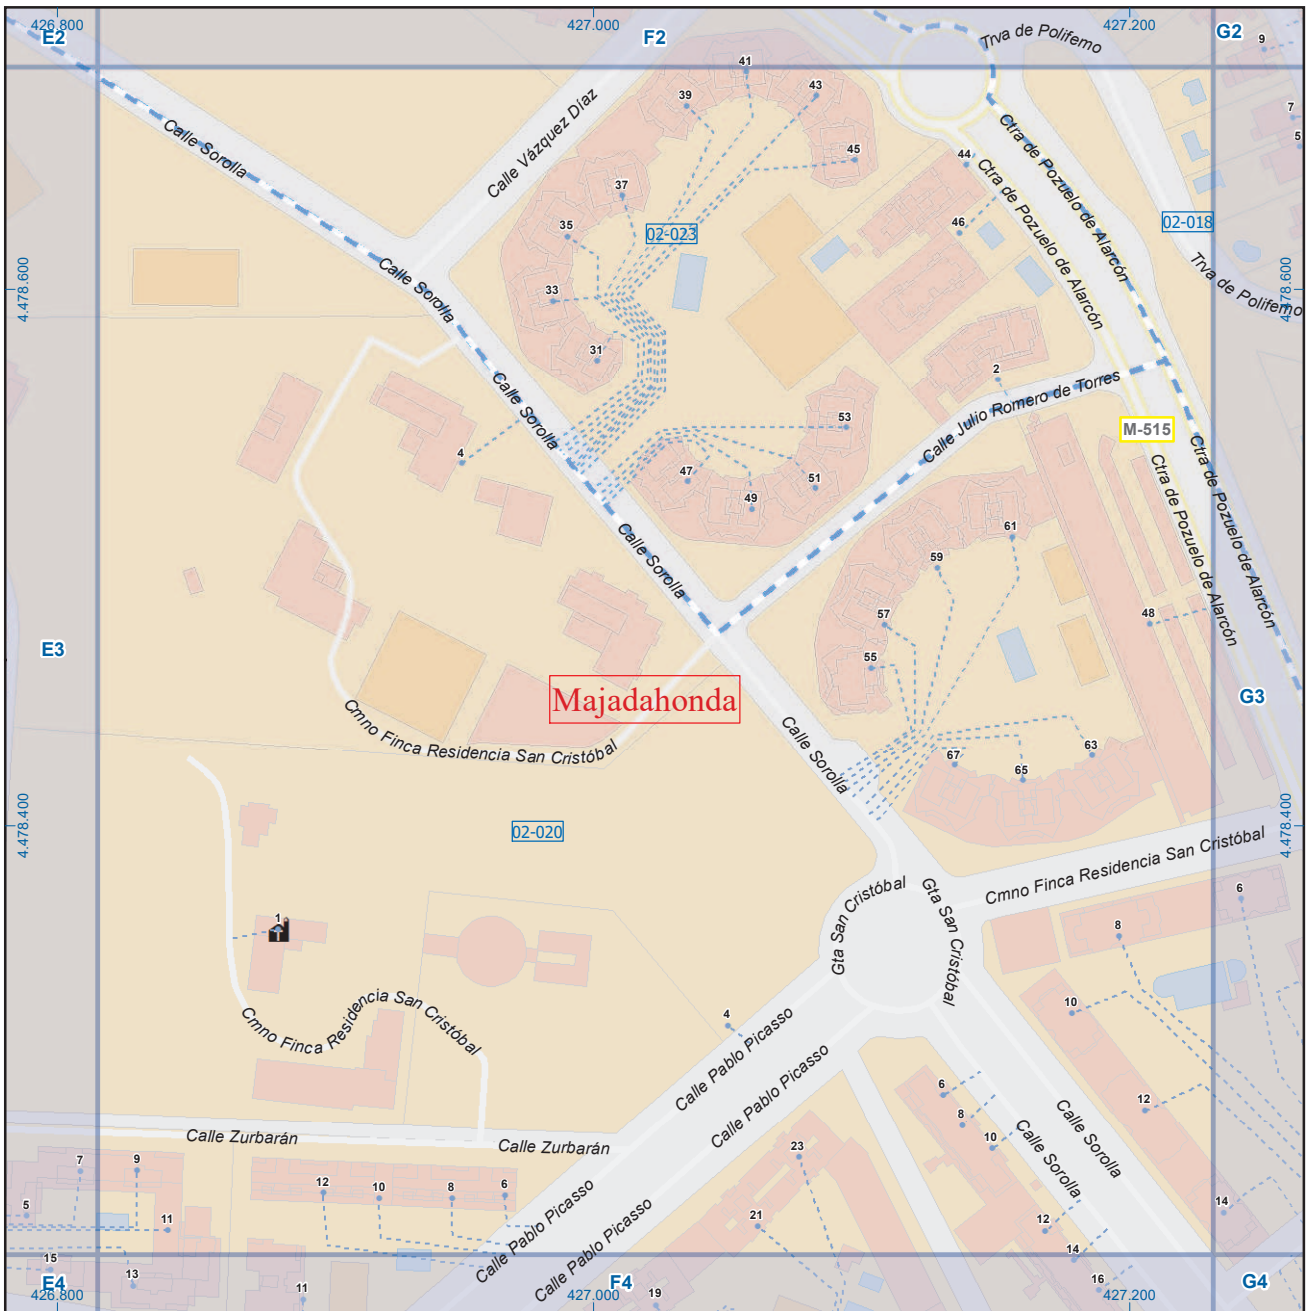 426.800
427.000
427.200
E2
F2
G2
Trva de Polifemo
9
41
39
43
7
5
Calle Vázquez Díaz
Calle Sorolla
Ctra de Pozuelo de Alarcón
45
44
Ctra de Pozuelo de Alarcón
37
35
02-023
46
02-018
Calle Sorolla
4.478.600
4.478.600
Trva de Polifemo
33
31
2
Calle Sorolla
Calle Julio Romero de Torres
53
M-515
4
47
49
51
Ctra de Pozuelo de Alarcón
Ctra de Pozuelo de Alarcón
Calle Sorolla
61
59
57
48
55
E3
G3
Majadahonda
Cmno Finca Residencia San Cristóbal
Calle Sorolla
67
65
63
4.478.400
4.478.400
02-020
Cmno Finca Residencia San Cristóbal
Gta San Cristóbal
Gta San Cristóbal
6
8
1
10
Cmno Finca Residencia San Cristóbal
4
Calle Pablo Picasso
Calle Pablo Picasso
6
8
10
12
Calle Sorolla
Calle Sorolla
Calle Zurbarán
Calle Zurbarán
23
7
9
12
10
8
6
5
11
21
12
14
14
Calle Pablo Picasso
Calle Pablo Picasso
15
13
11
19
16
E4
F4
G4
426.800
427.000
427.200